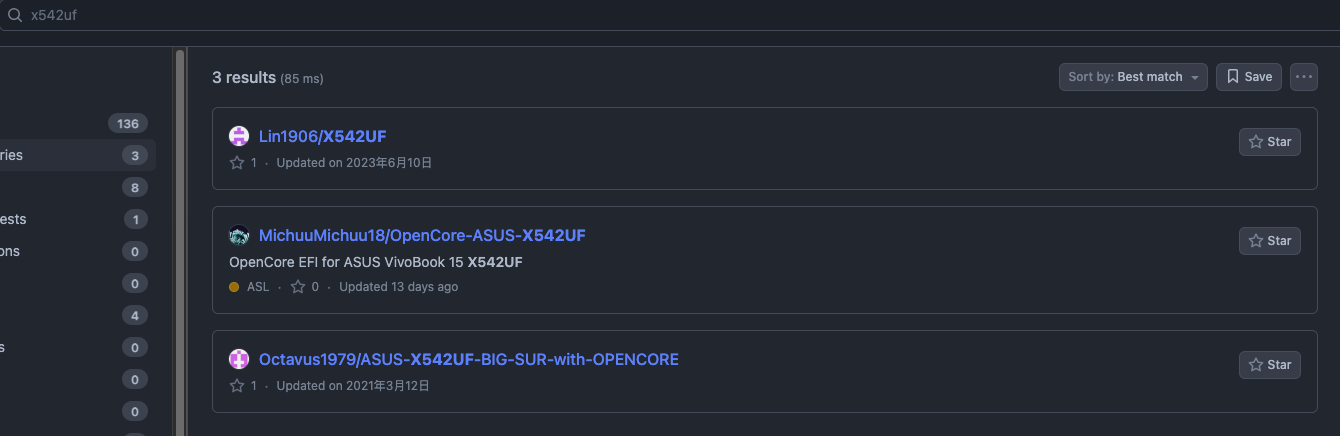 x542uf
3 results (85 ms)
Sort by: Best match
Save
136
ries 3
8
ests 1
ons 0
0
4
s 0
0
0
Lin1906/X542UF
Star
1 · Updated on 2023年6月10日
MichuuMichuu18/OpenCore-ASUS-X542UF
Star
OpenCore EFI for ASUS VivoBook 15 X542UF
ASL · 0 · Updated 13 days ago
Octavus1979/ASUS-X542UF-BIG-SUR-with-OPENCORE
Star
1 · Updated on 2021年3月12日